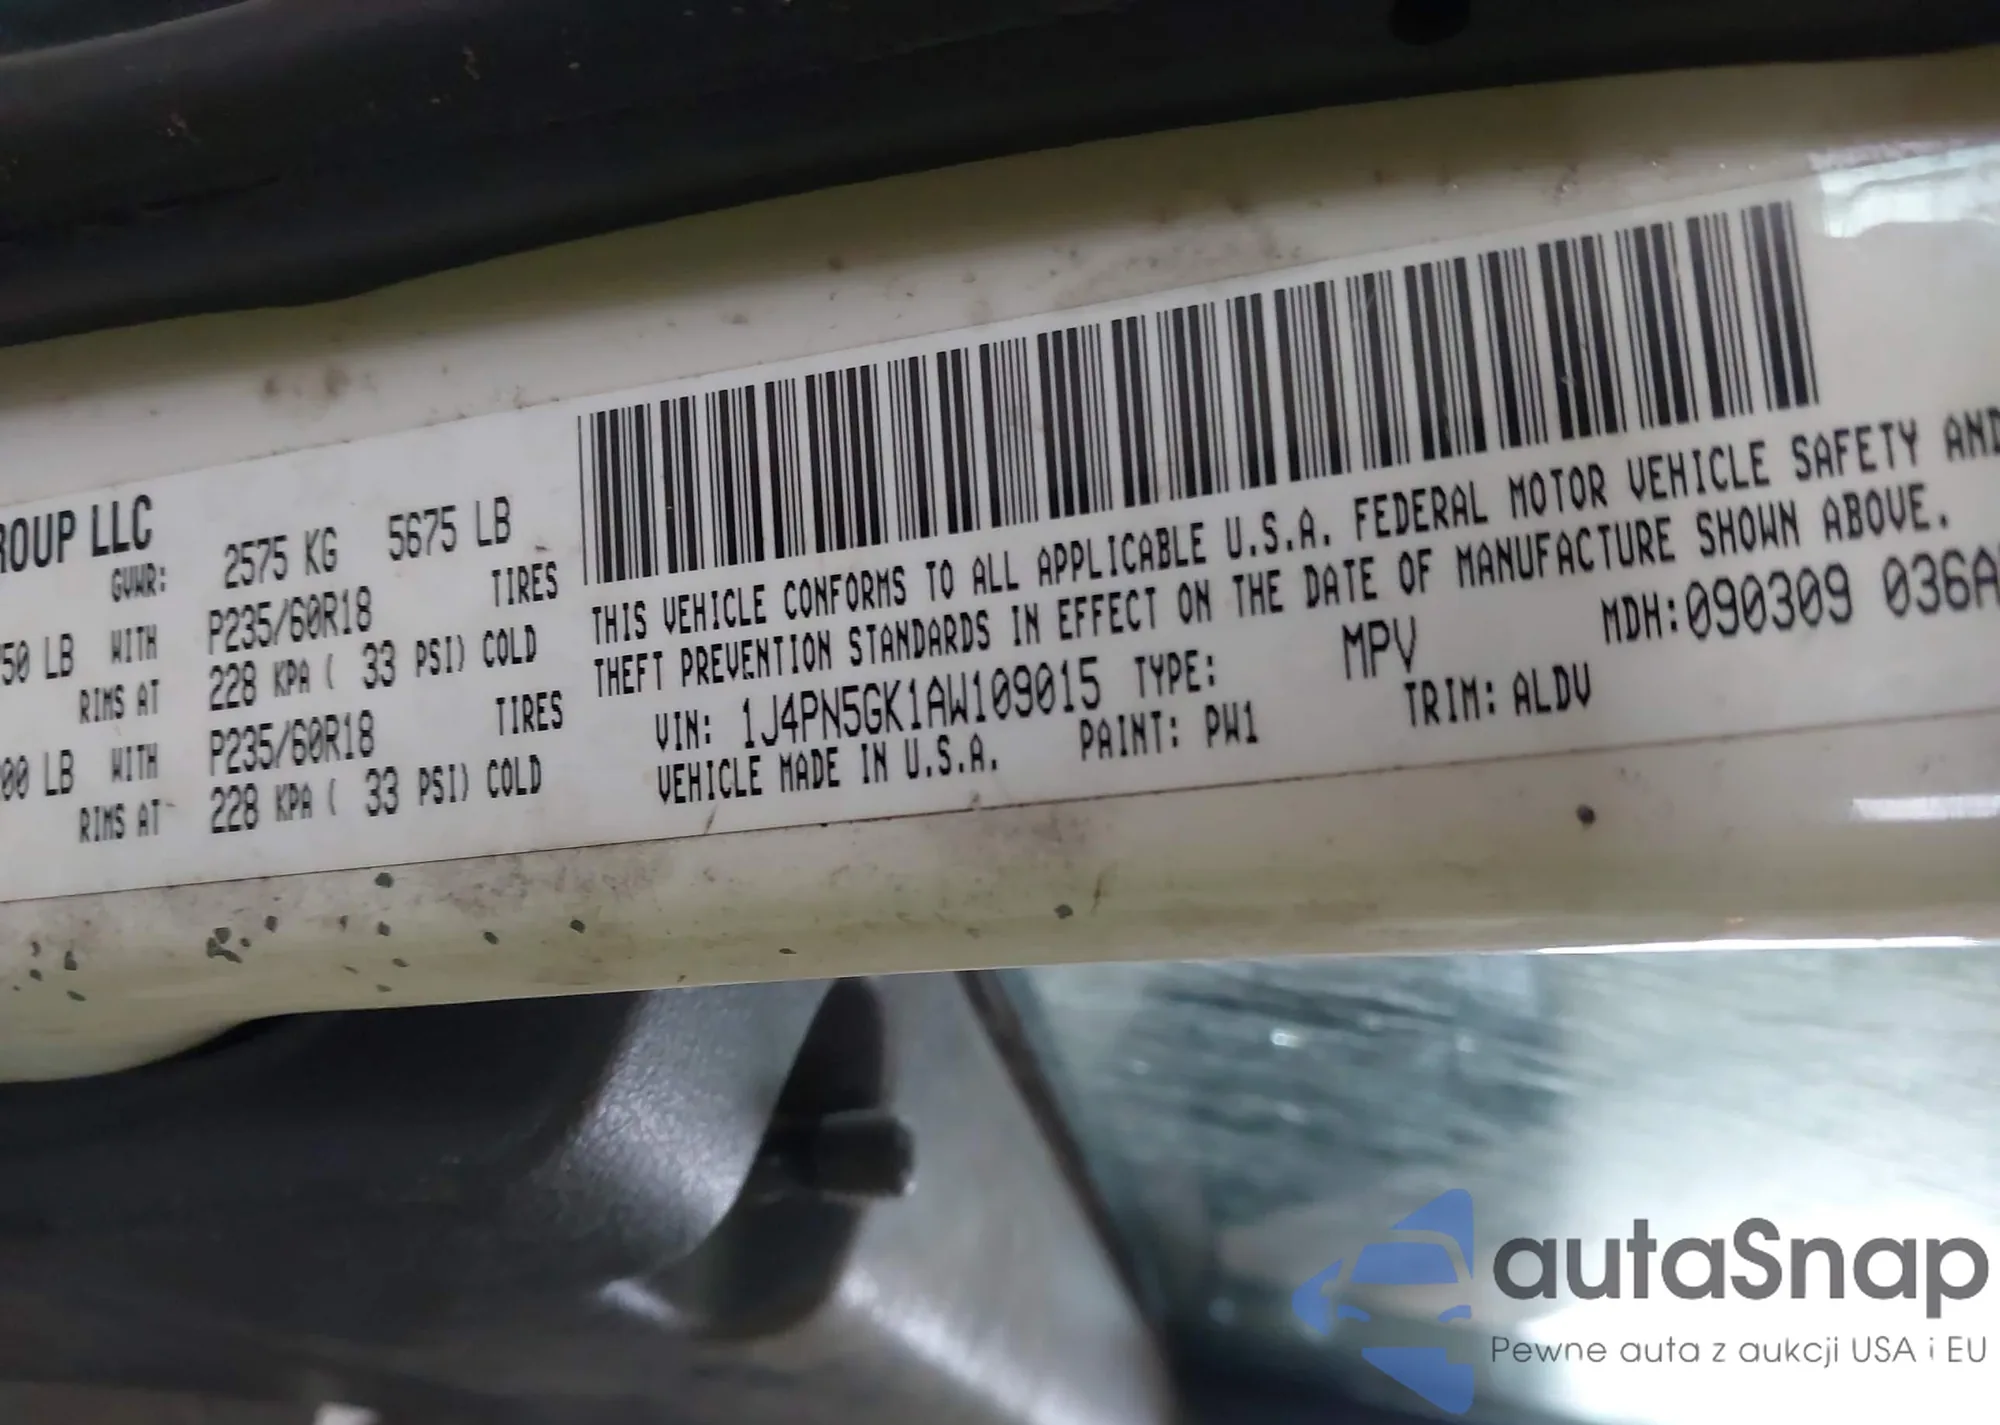 ROUP LLC
GVWR: 2575 KG 5675 LB
50 LB WITH P235/60R18 TIRES
RIMS AT 228 KPA ( 33 PSI) COLD
00 LB WITH P235/60R18 TIRES
RIMS AT 228 KPA ( 33 PSI) COLD
THIS VEHICLE CONFORMS TO ALL APPLICABLE U.S.A. FEDERAL MOTOR VEHICLE SAFETY AND
THEFT PREVENTION STANDARDS IN EFFECT ON THE DATE OF MANUFACTURE SHOWN ABOVE.
MDH:090309 036A
VIN: 1J4PN5GK1AW109015 TYPE: MPV
VEHICLE MADE IN U.S.A. PAINT: PW1 TRIM: ALDV
autaSnap
Pewne auta z aukcji USA i EU